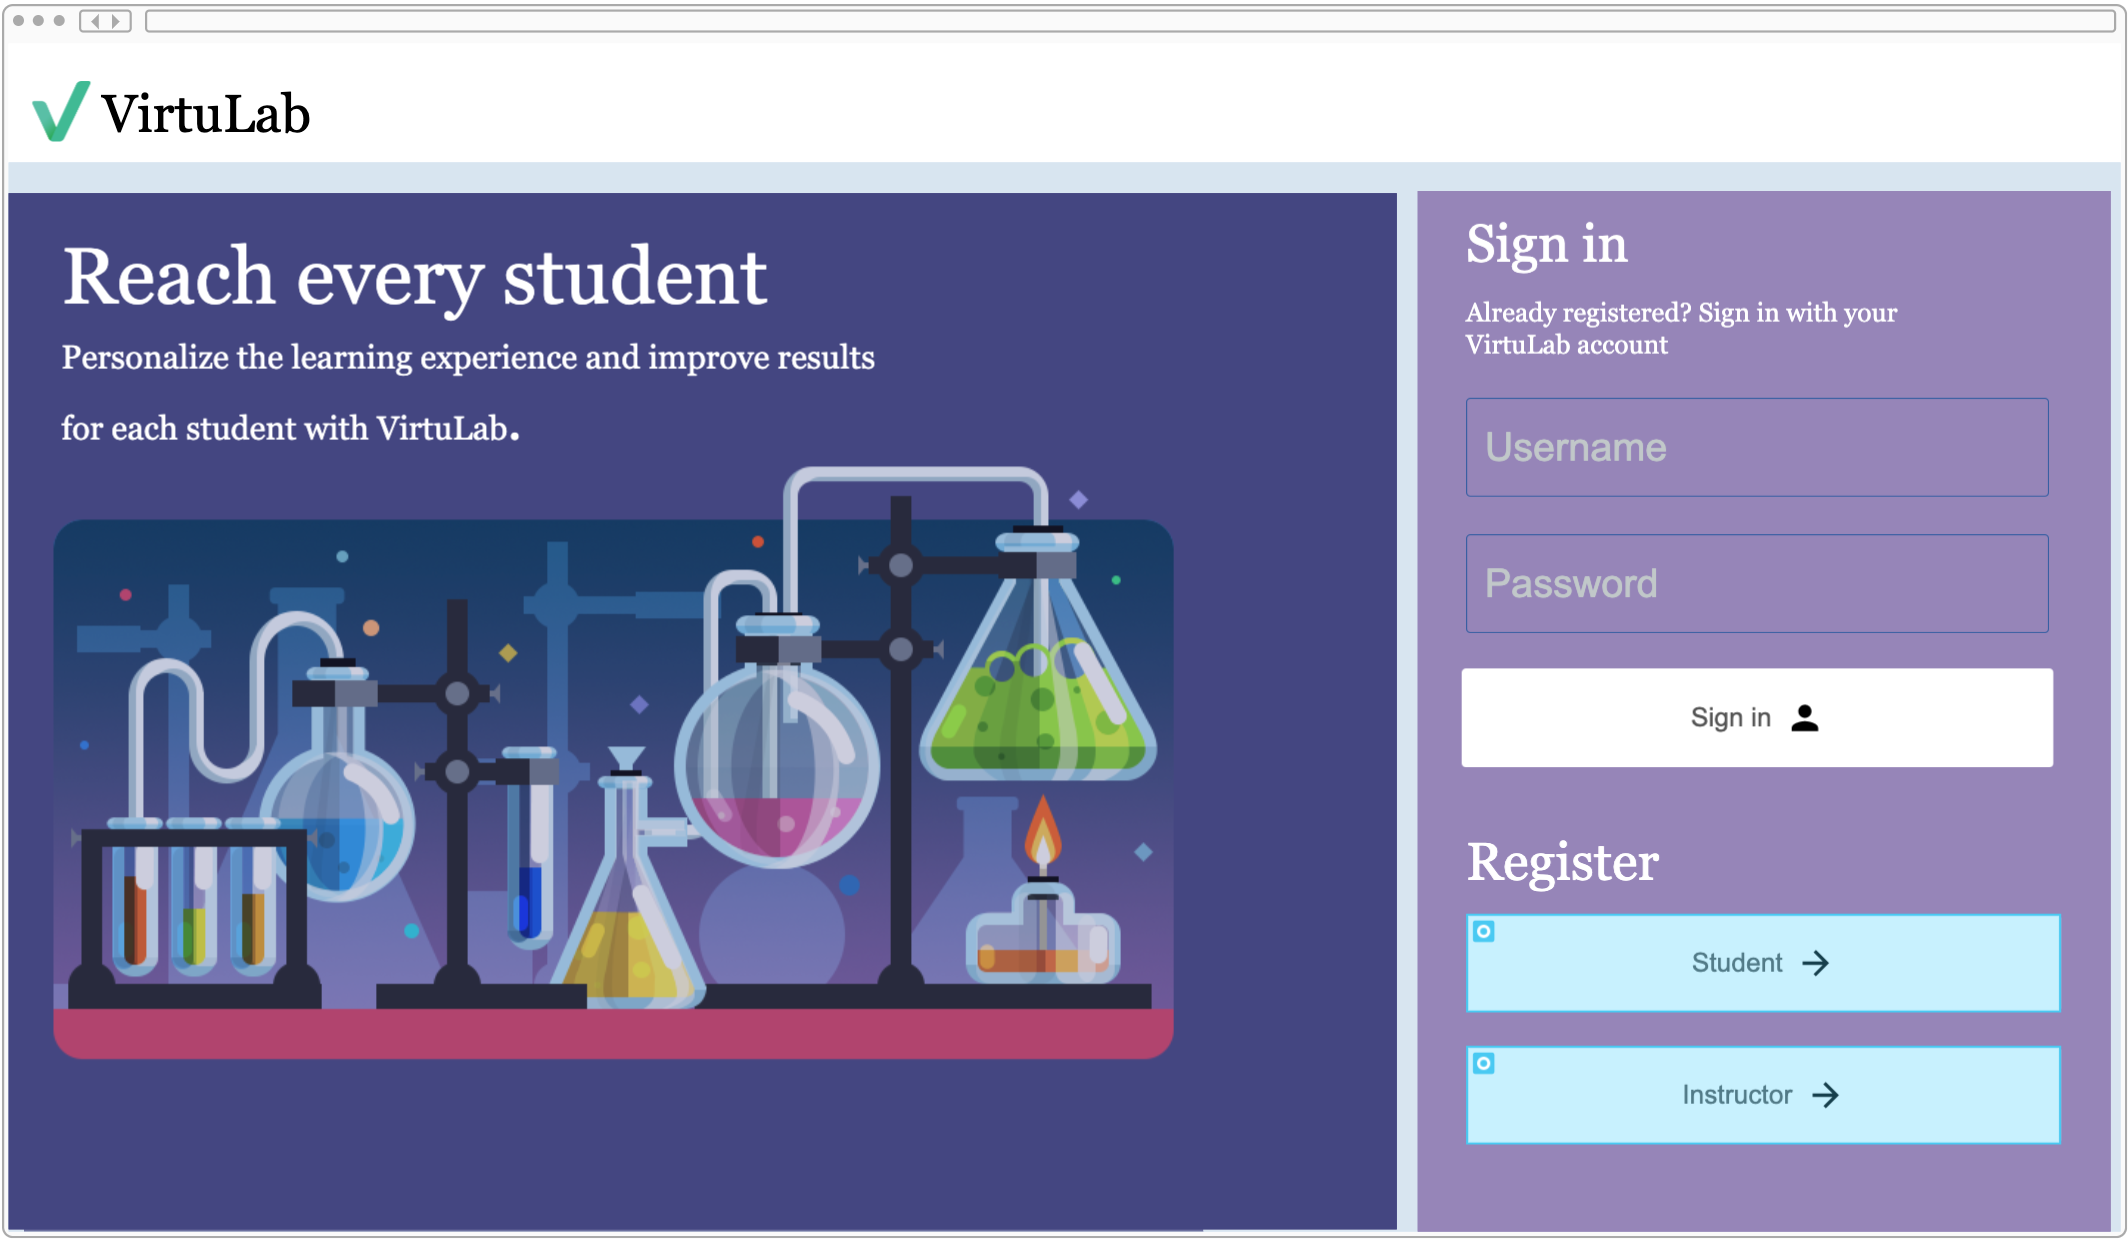 VirtuLab
Reach every student
Personalize the learning experience and improve results
for each student with VirtuLab.
Sign in
Already registered? Sign in with your
VirtuLab account
Username
Password
Sign in
Register
Student
Instructor